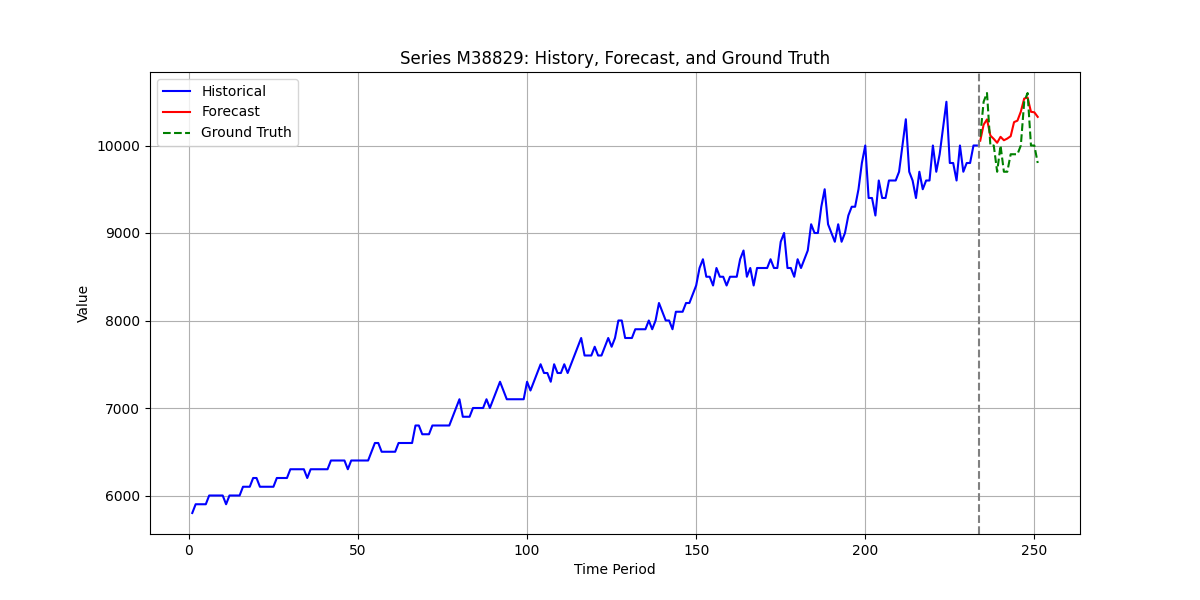 Series M38829: History, Forecast, and Ground Truth
Historical
Forecast
Ground Truth
10000
9000
8000
7000
6000
Value
0 50 100 150 200 250
Time Period